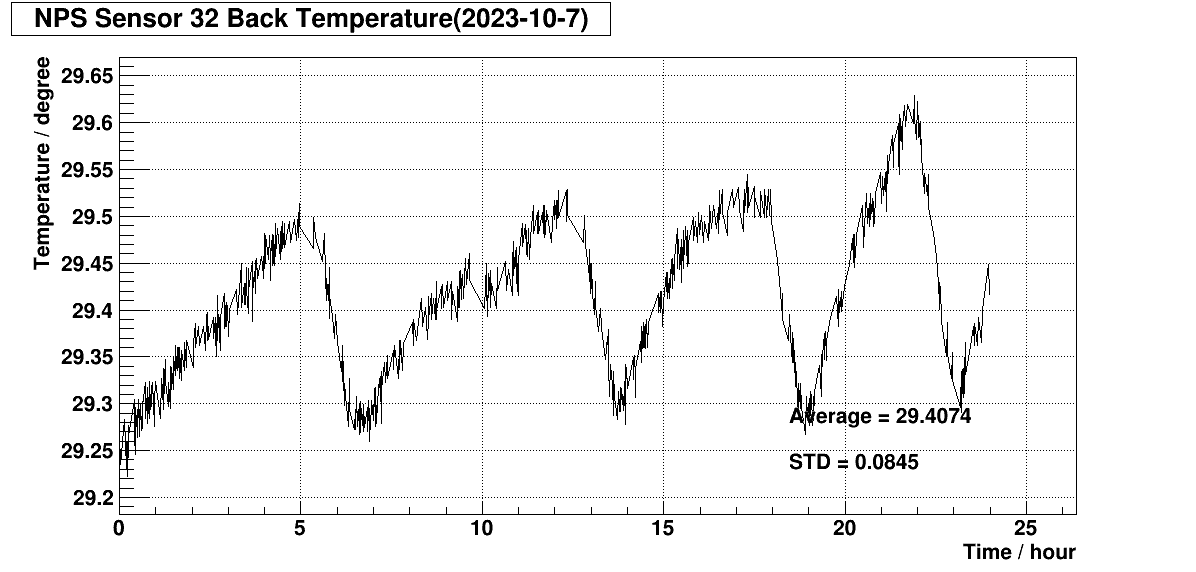 NPS Sensor 32 Back Temperature(2023-10-7)
Temperature / degree
29.65
29.6
29.55
29.5
29.45
29.4
29.35
29.3
29.25
29.2
Average = 29.4074
STD = 0.0845
0 5 10 15 20 25
Time / hour